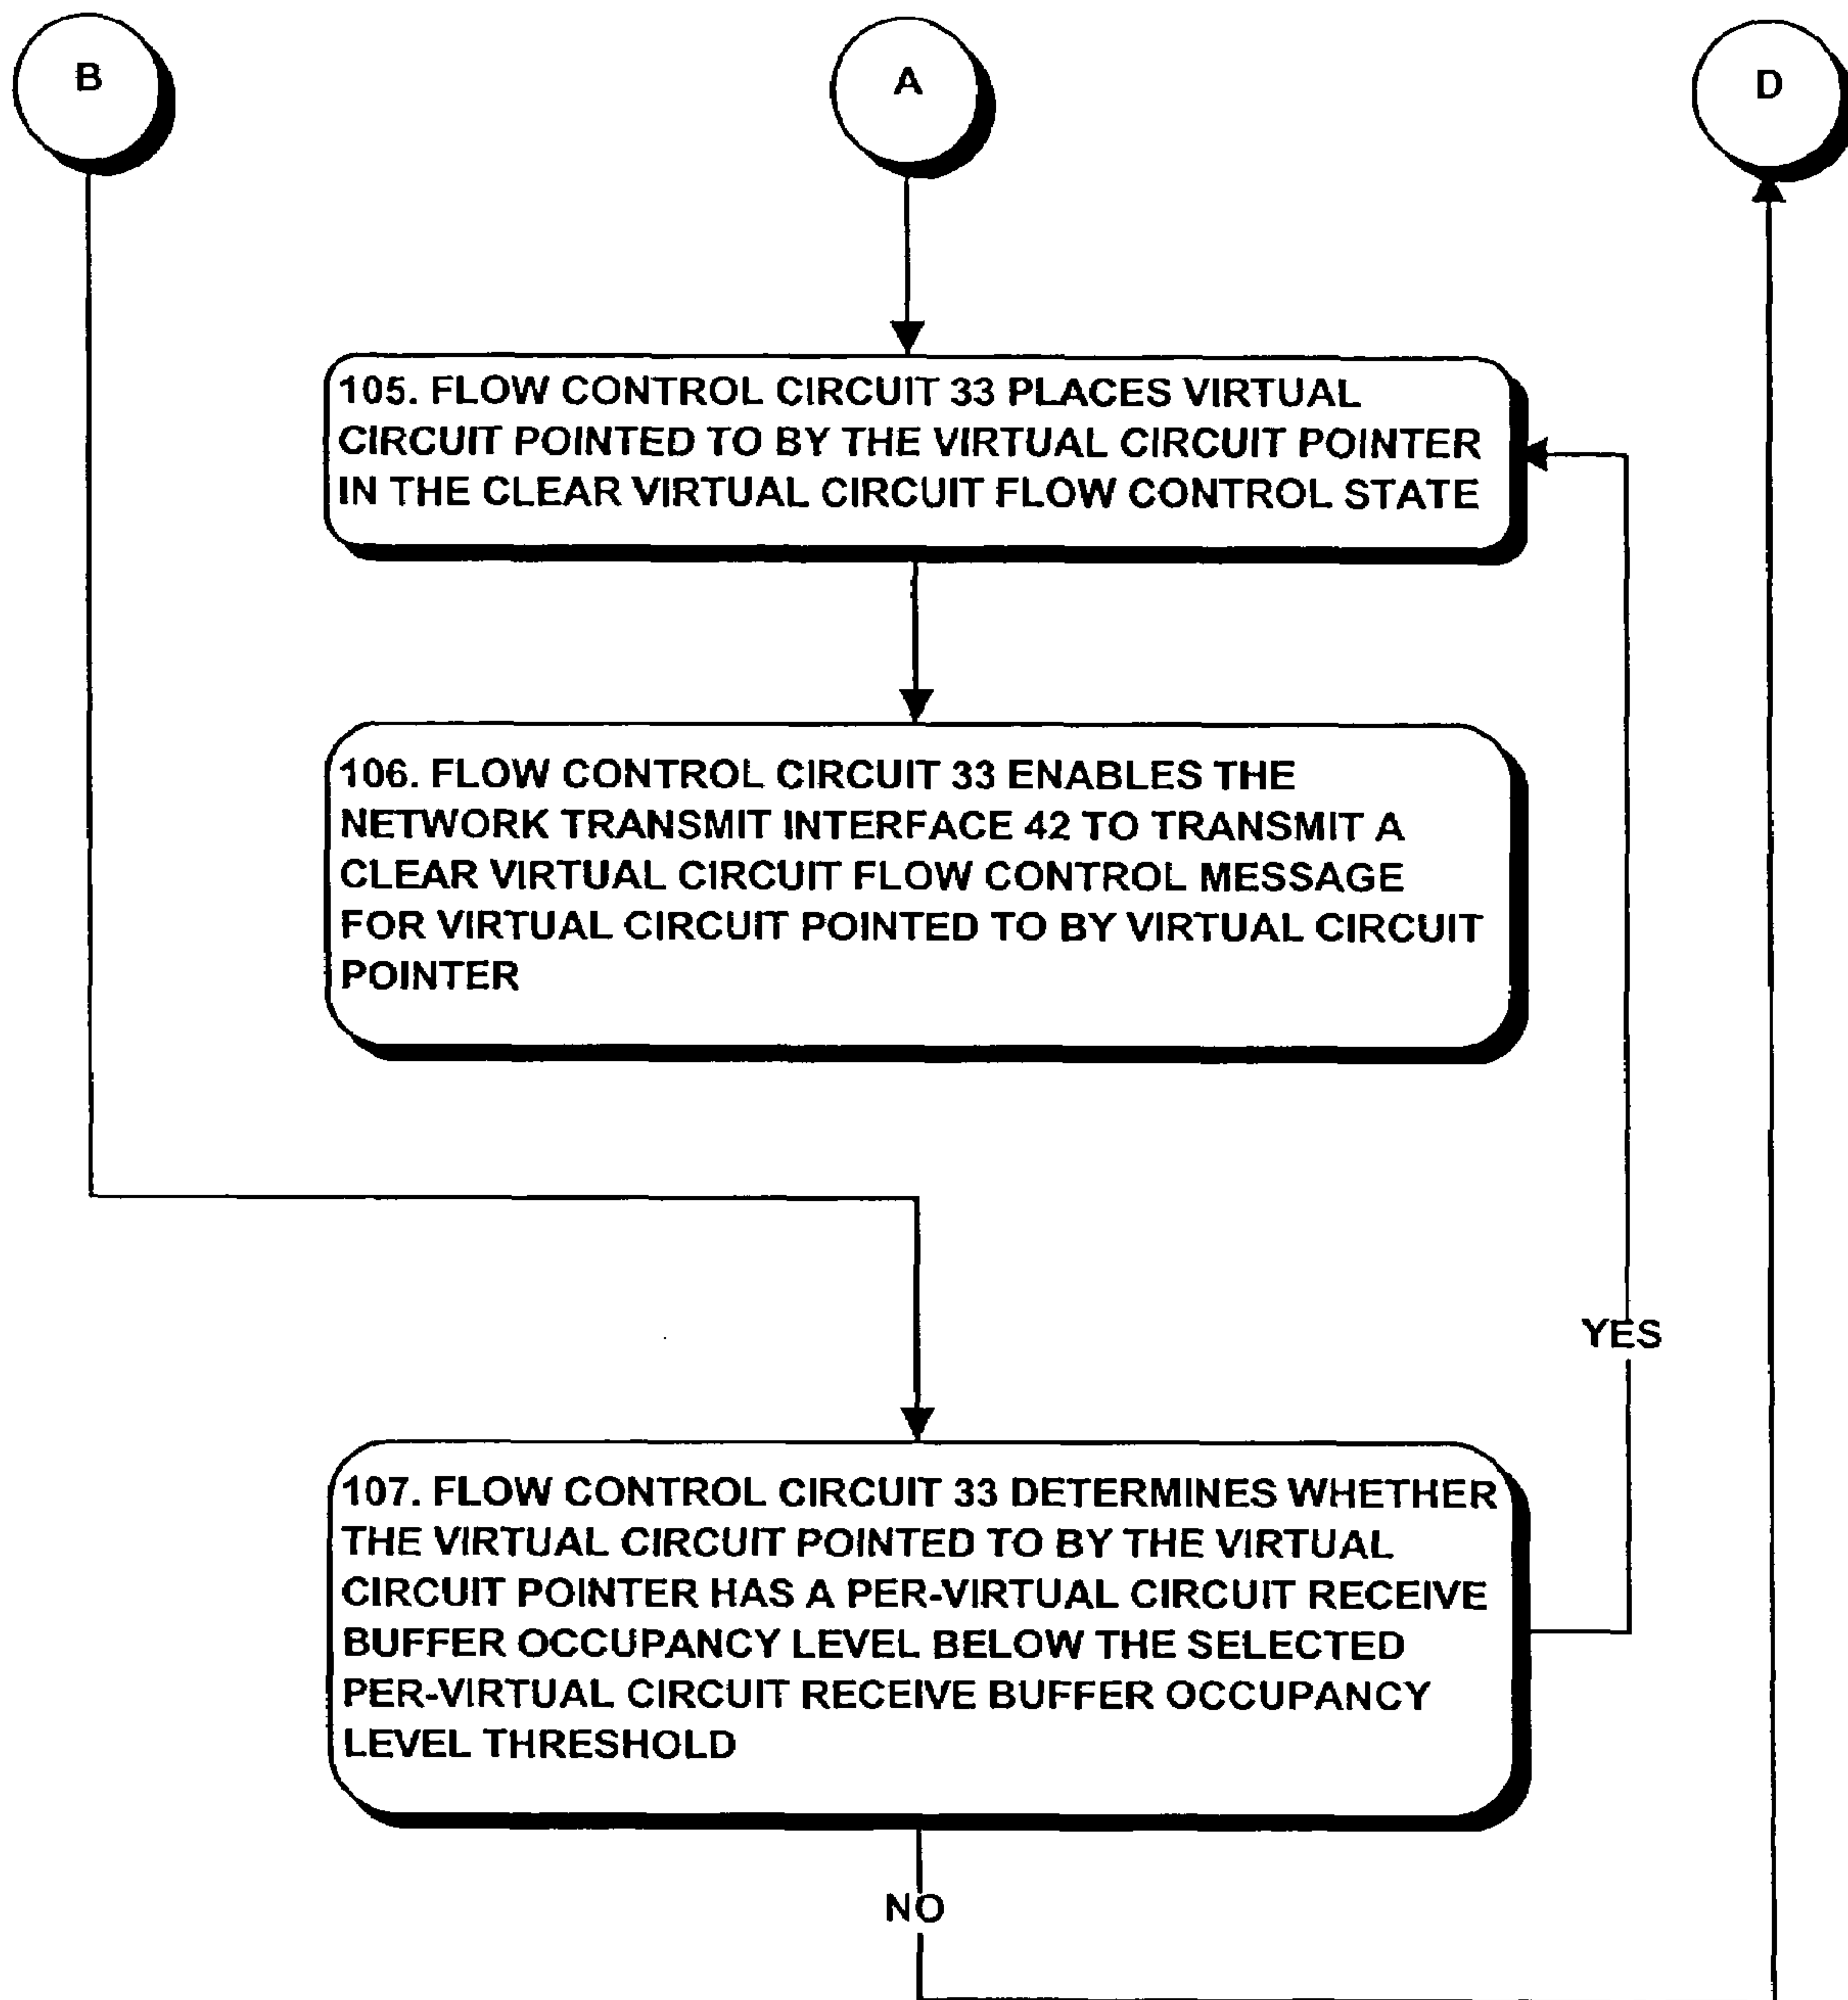 B
A
D
105. FLOW CONTROL CIRCUIT 33 PLACES VIRTUAL
CIRCUIT POINTED TO BY THE VIRTUAL CIRCUIT POINTER
IN THE CLEAR VIRTUAL CIRCUIT FLOW CONTROL STATE
106. FLOW CONTROL CIRCUIT 33 ENABLES THE
NETWORK TRANSMIT INTERFACE 42 TO TRANSMIT A
CLEAR VIRTUAL CIRCUIT FLOW CONTROL MESSAGE
FOR VIRTUAL CIRCUIT POINTED TO BY VIRTUAL CIRCUIT
POINTER
YES
107. FLOW CONTROL CIRCUIT 33 DETERMINES WHETHER
THE VIRTUAL CIRCUIT POINTED TO BY THE VIRTUAL
CIRCUIT POINTER HAS A PER-VIRTUAL CIRCUIT RECEIVE
BUFFER OCCUPANCY LEVEL BELOW THE SELECTED
PER-VIRTUAL CIRCUIT RECEIVE BUFFER OCCUPANCY
LEVEL THRESHOLD
NO